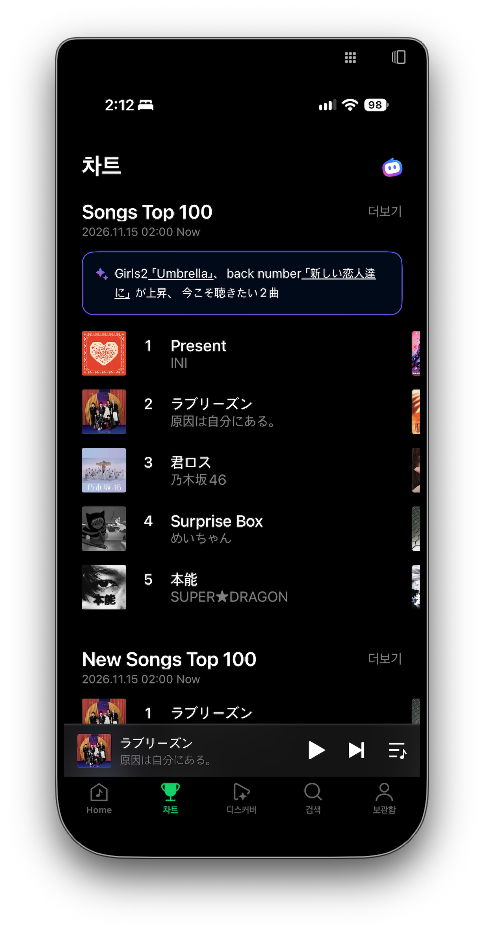 2:12
98
차트
Songs Top 100
더보기
2026.11.15 02:00 Now
Girls2「Umbrella」、 back number「新しい恋人達
に」が上昇、 今こそ聴きたい２曲
1 Present
INI
2 ラブリーズン
原因は自分にある。
3 君ロス
乃木坂46
4 Surprise Box
めいちゃん
5 本能
SUPER★DRAGON
本能
New Songs Top 100
더보기
2026.11.15 02:00 Now
1 ラブリーズン
ラブリーズン
原因は自分にある。
Home
차트
디스커버
검색
보관함